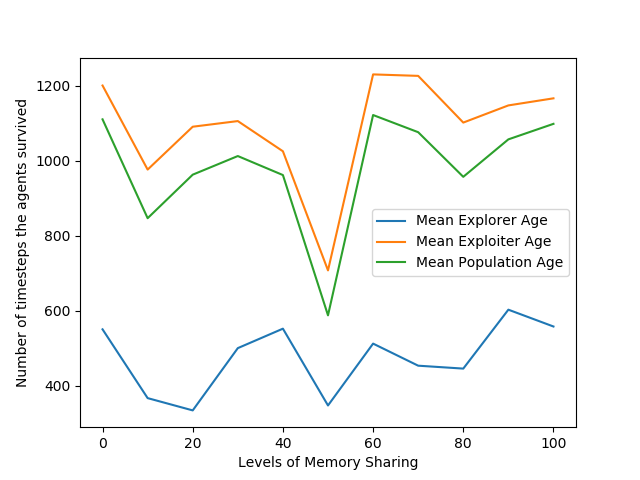 1200
1000
800
600
400
Number of timesteps the agents survived
Mean Explorer Age
Mean Exploiter Age
Mean Population Age
0 20 40 60 80 100
Levels of Memory Sharing